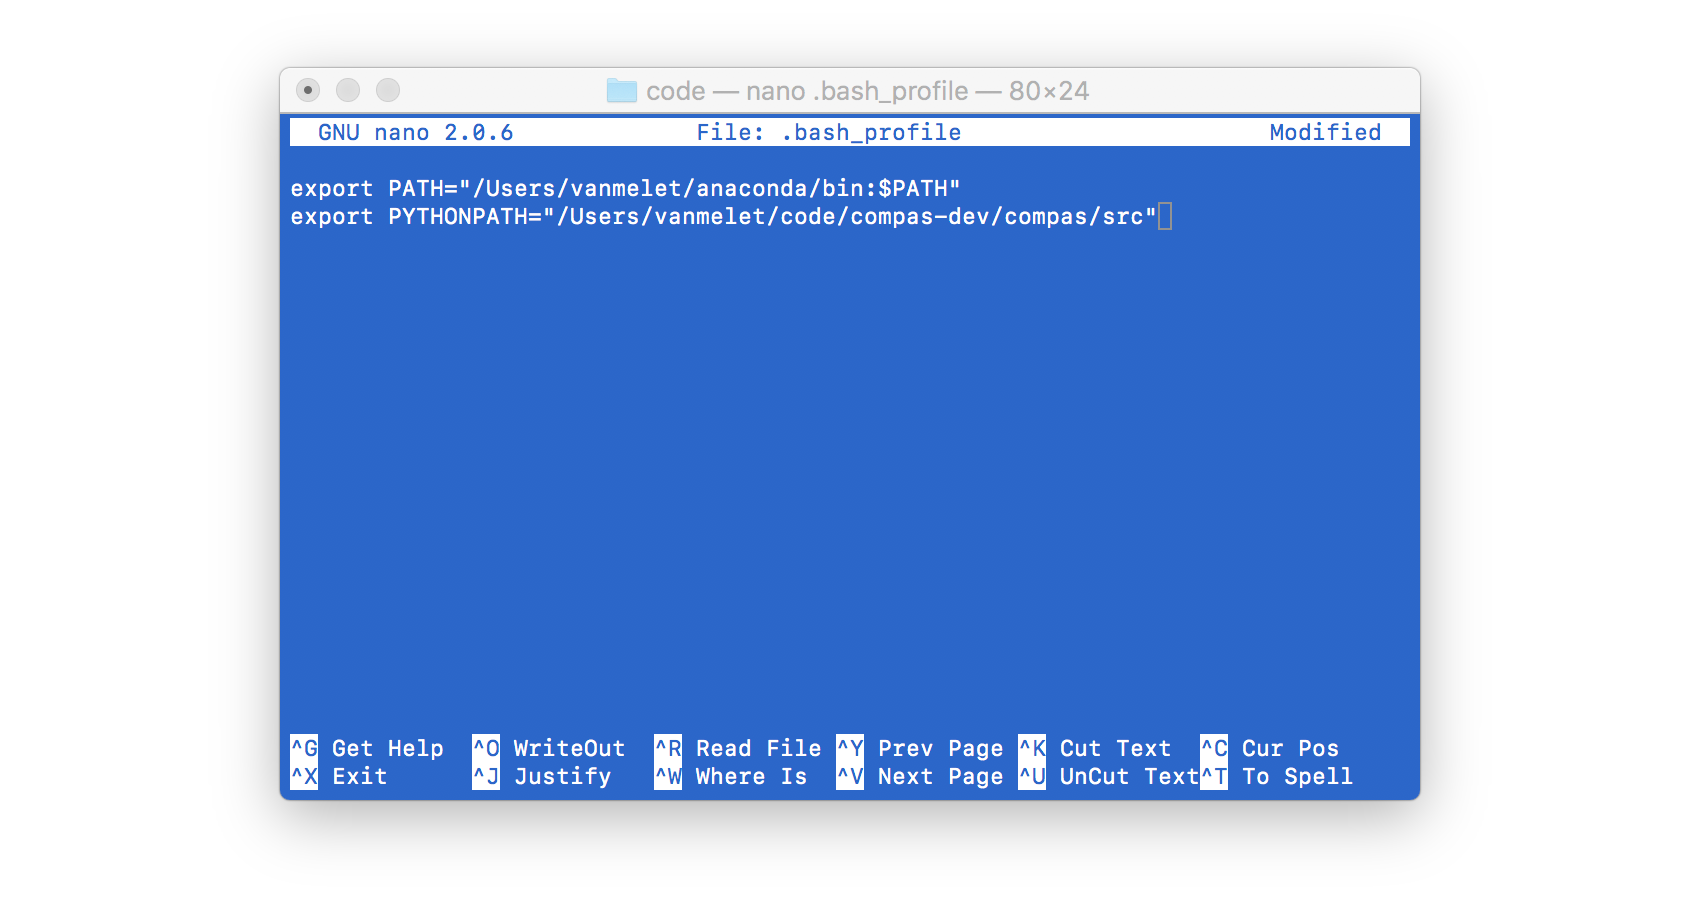 code — nano .bash_profile — 80×24
GNU nano 2.0.6 File: .bash_profile Modified
export PATH="/Users/vanmelet/anaconda/bin:$PATH"
export PYTHONPATH="/Users/vanmelet/code/compas-dev/compas/src"
^G Get Help ^O WriteOut ^R Read File ^Y Prev Page ^K Cut Text ^C Cur Pos
^X Exit ^J Justify ^W Where Is ^V Next Page ^U UnCut Text^T To Spell